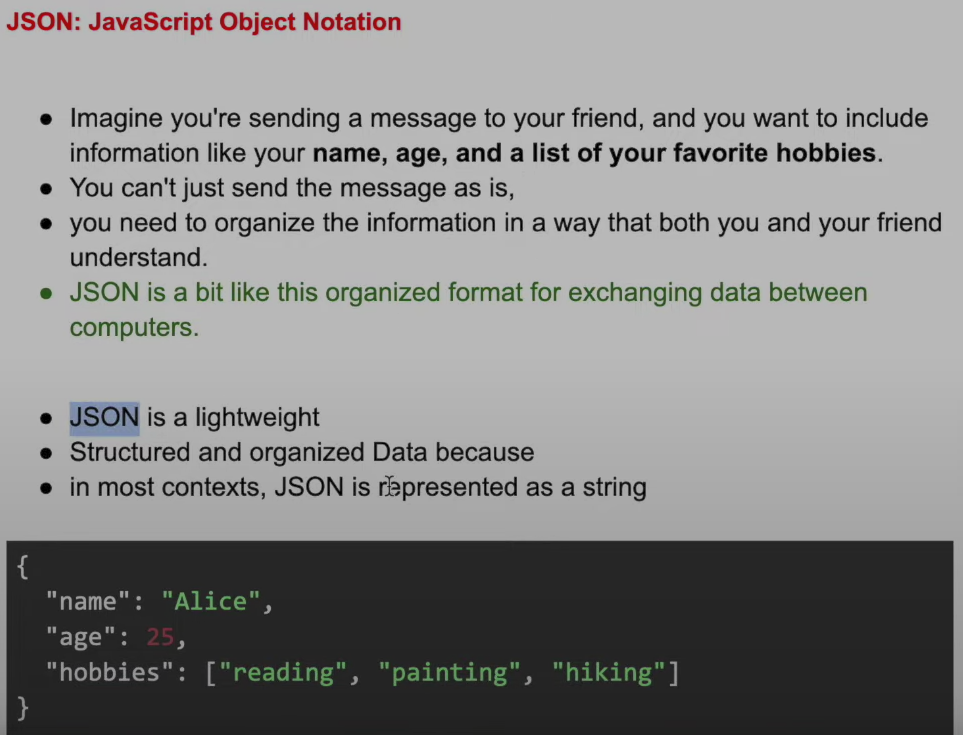 JSON: JavaScript Object Notation
● Imagine you're sending a message to your friend, and you want to include
information like your name, age, and a list of your favorite hobbies.
● You can't just send the message as is,
● you need to organize the information in a way that both you and your friend
understand.
● JSON is a bit like this organized format for exchanging data between
computers.
● JSON is a lightweight
● Structured and organized Data because
● in most contexts, JSON is represented as a string
{
  "name": "Alice",
  "age": 25,
  "hobbies": ["reading", "painting", "hiking"]
}